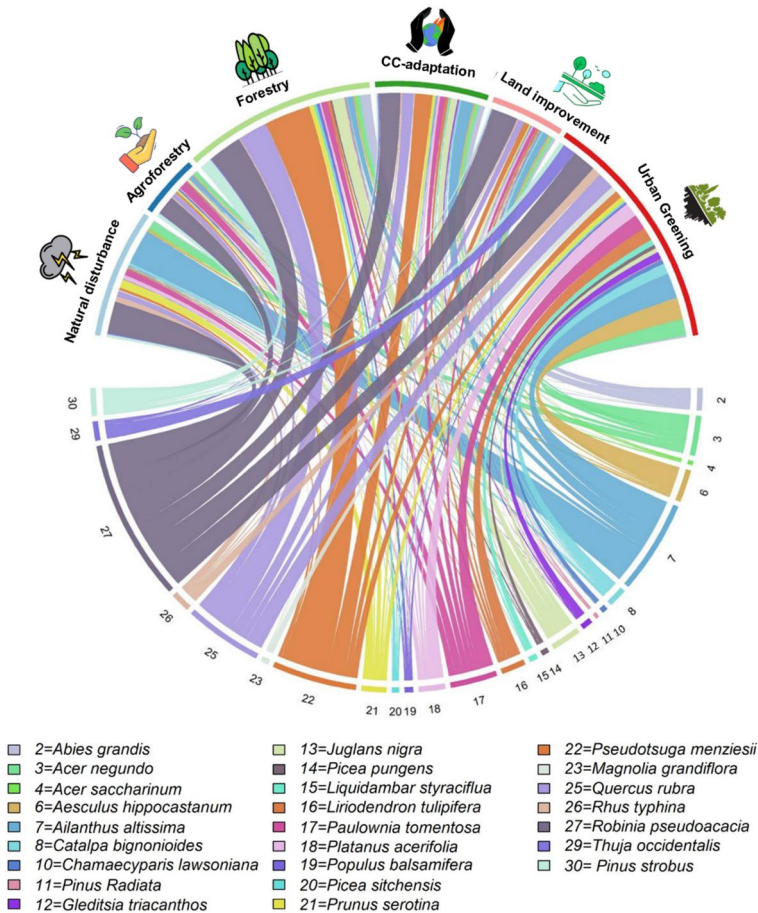 CC-adaptation
Forestry
Land improvement
Agroforestry
Urban Greening
Natural disturbance
30
2
29
3
4
6
27
7
26
8
25
11 10
12
23
13
22
21
20 19
18
17
16
15 14
2=Abies grandis
3=Acer negundo
4=Acer saccharinum
6=Aesculus hippocastanum
7=Ailanthus altissima
8=Catalpa bignonioides
10=Chamaecyparis lawsoniana
11=Pinus Radiata
12=Gleditsia triacanthos
13=Juglans nigra
14=Picea pungens
15=Liquidambar styraciflua
16=Liriodendron tulipifera
17=Paulownia tomentosa
18=Platanus acerifolia
19=Populus balsamifera
20=Picea sitchensis
21=Prunus serotina
22=Pseudotsuga menziesii
23=Magnolia grandiflora
25=Quercus rubra
26=Rhus typhina
27=Robinia pseudoacacia
29=Thuja occidentalis
30= Pinus strobus